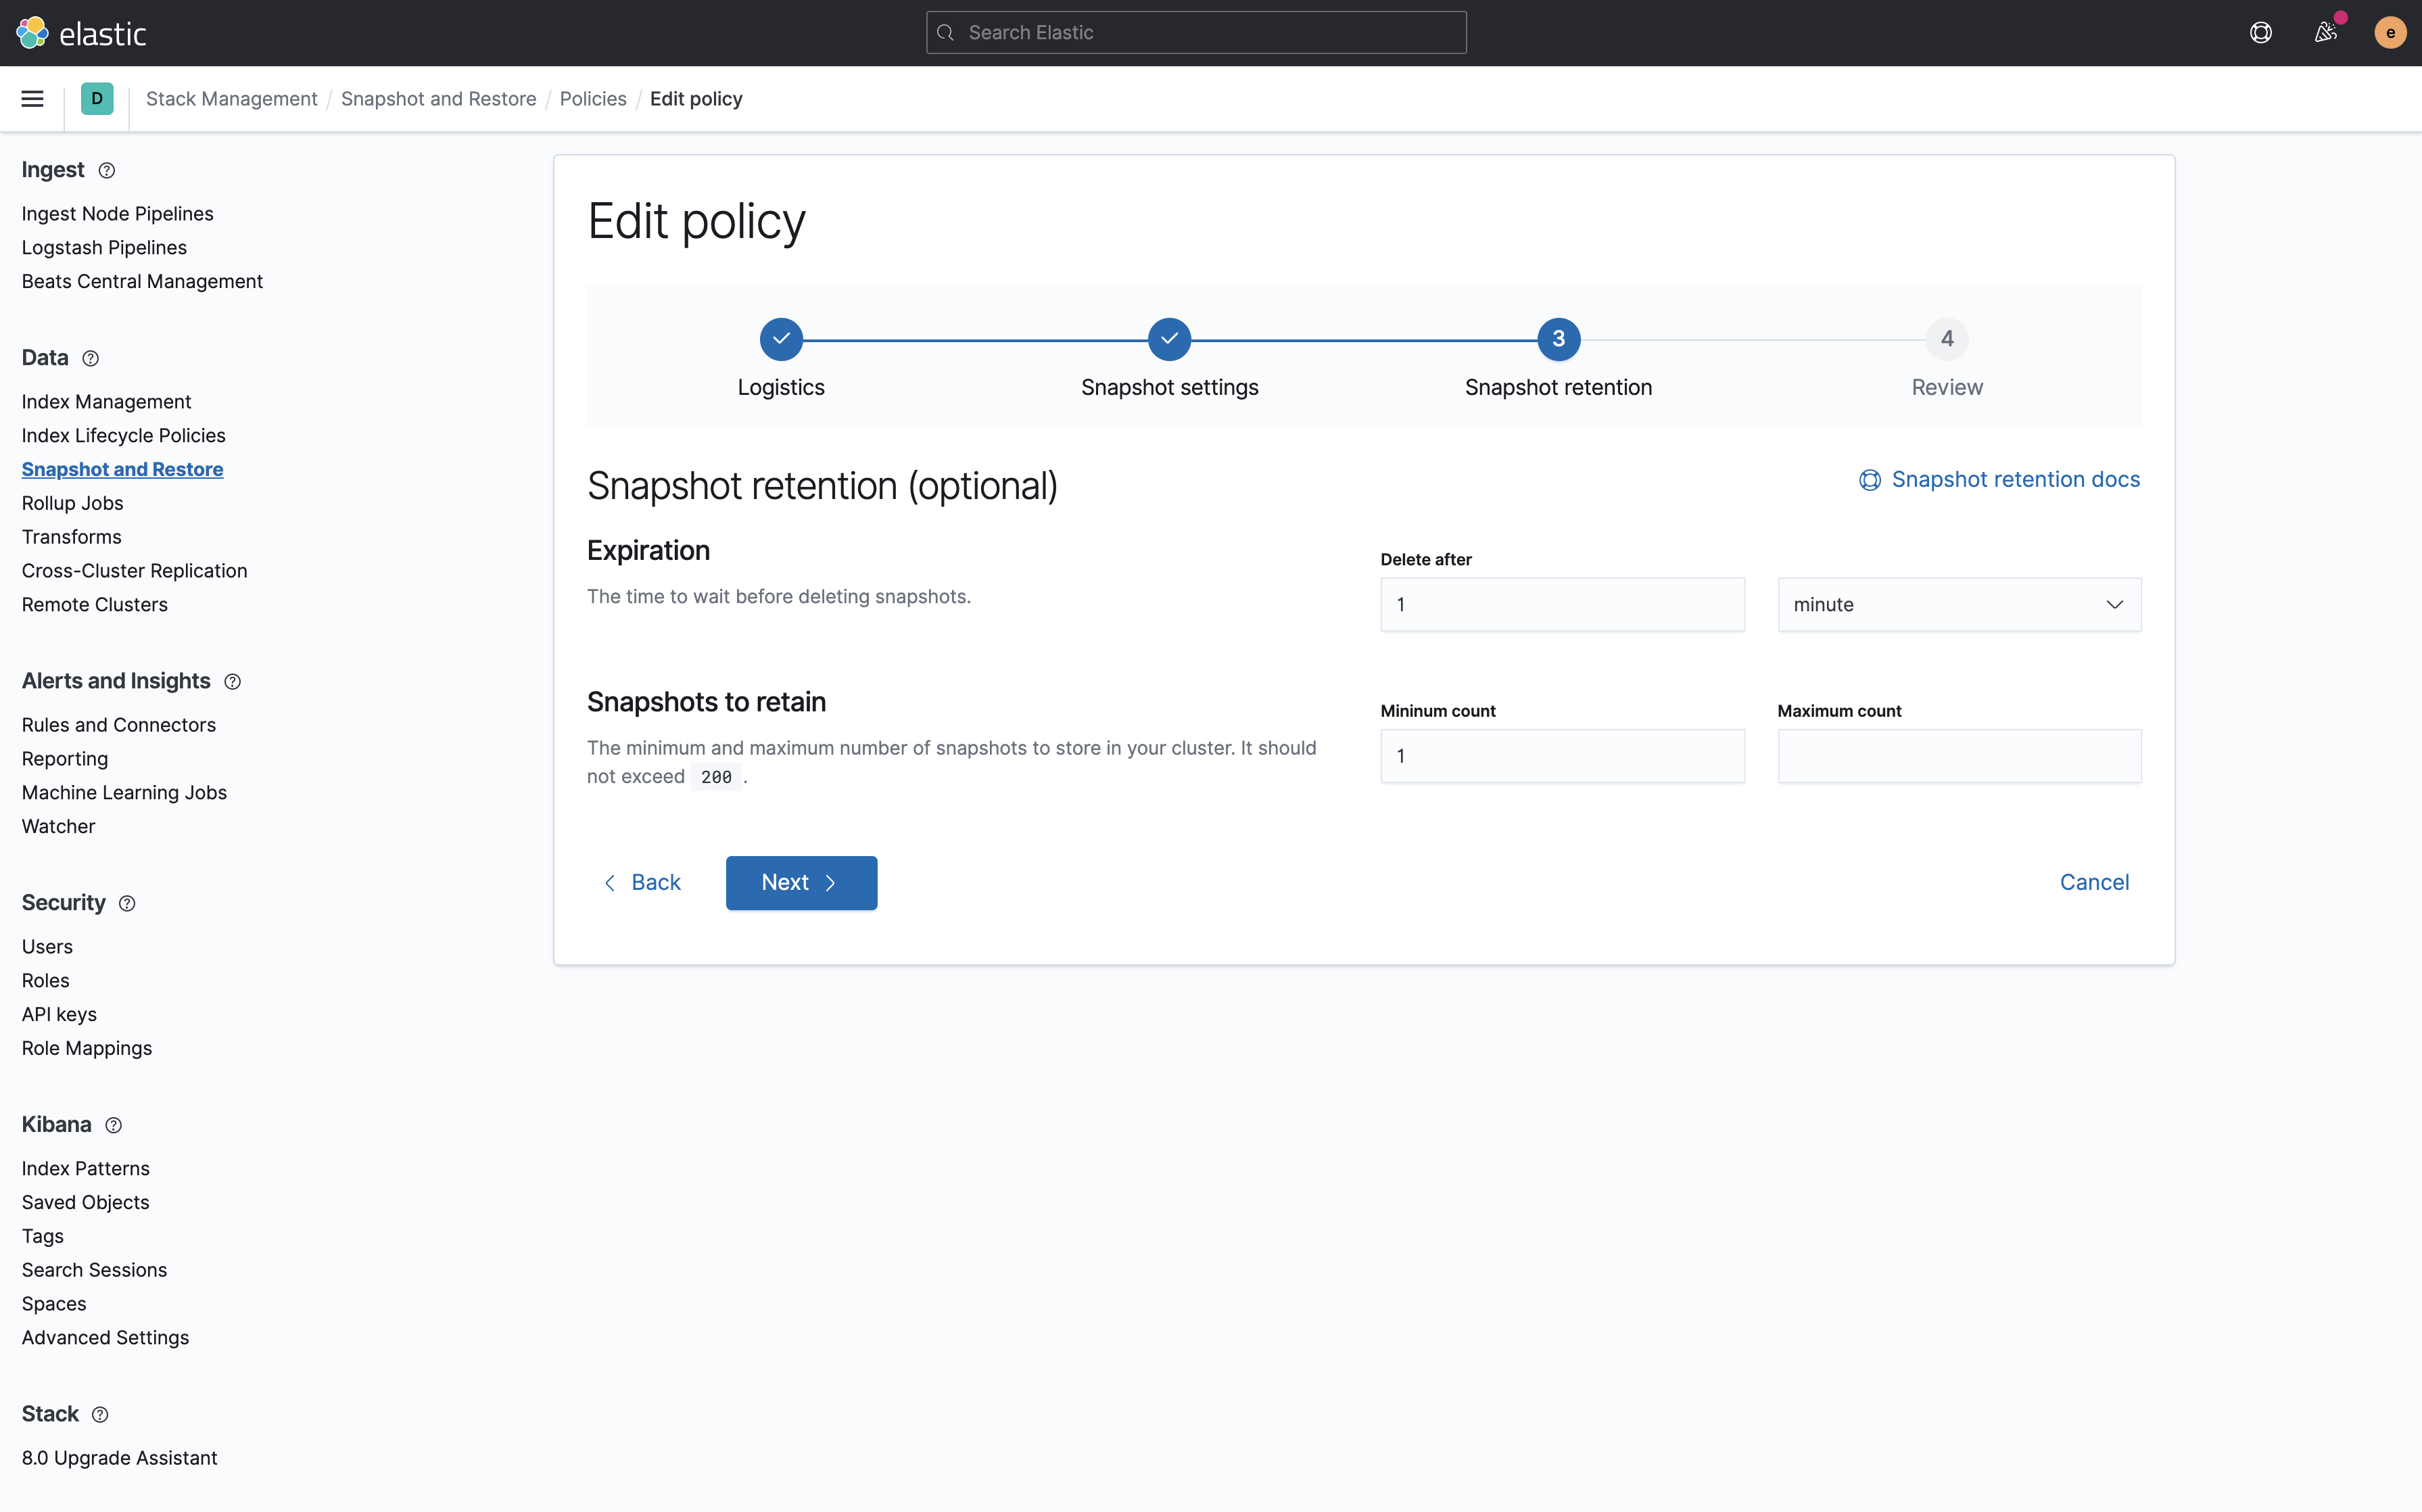 elastic
Search Elastic
e
D
Stack Management / Snapshot and Restore / Policies / Edit policy
Ingest
Ingest Node Pipelines
Logstash Pipelines
Beats Central Management
Data
Index Management
Index Lifecycle Policies
Snapshot and Restore
Rollup Jobs
Transforms
Cross-Cluster Replication
Remote Clusters
Alerts and Insights
Rules and Connectors
Reporting
Machine Learning Jobs
Watcher
Security
Users
Roles
API keys
Role Mappings
Kibana
Index Patterns
Saved Objects
Tags
Search Sessions
Spaces
Advanced Settings
Stack
8.0 Upgrade Assistant
Edit policy
3
4
Logistics
Snapshot settings
Snapshot retention
Review
Snapshot retention (optional)
Snapshot retention docs
Expiration
The time to wait before deleting snapshots.
Delete after
1
minute
Snapshots to retain
The minimum and maximum number of snapshots to store in your cluster. It should
not exceed 200 .
Mininum count
1
Maximum count
Back
Next
Cancel